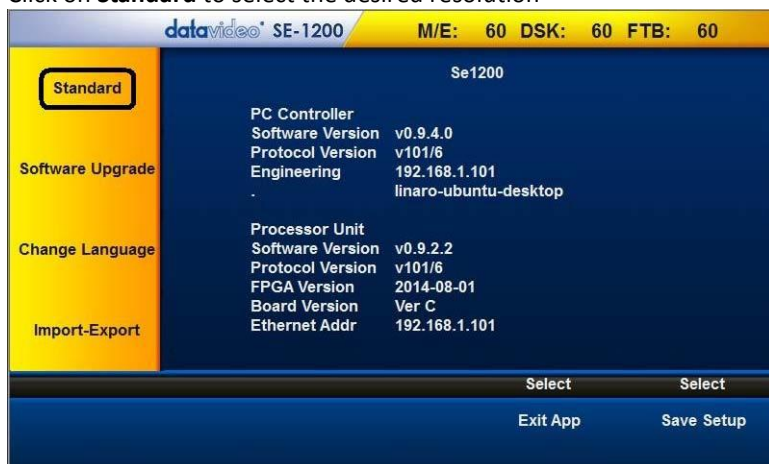 Click on Standard to select the desired resolution
datavideo SE-1200 M/E: 60 DSK: 60 FTB: 60
Standard
Software Upgrade
Change Language
Import-Export
Se1200
PC Controller
Software Version v0.9.4.0
Protocol Version v101/6
Engineering 192.168.1.101
. linaro-ubuntu-desktop
Processor Unit
Software Version v0.9.2.2
Protocol Version v101/6
FPGA Version 2014-08-01
Board Version Ver C
Ethernet Addr 192.168.1.101
Select Select
Exit App Save Setup